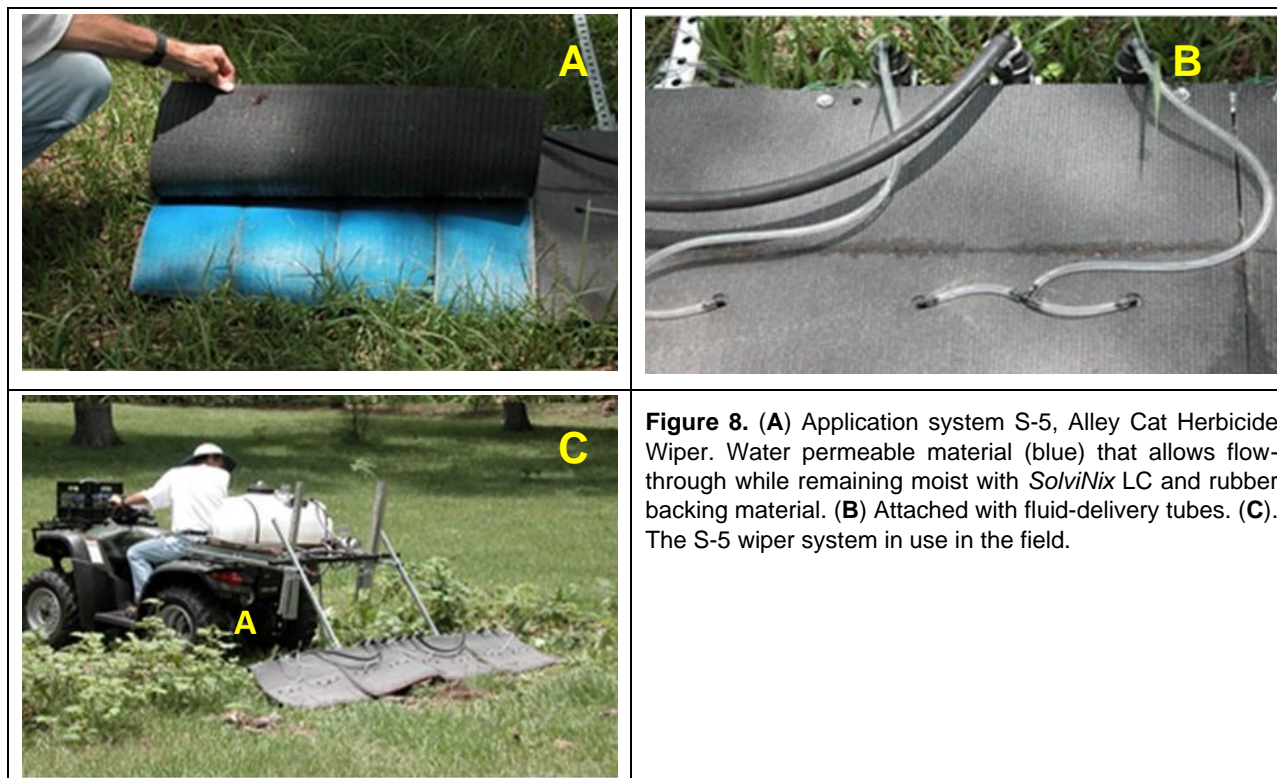 A
B
C
A
Figure 8. (A) Application system S-5, Alley Cat Herbicide
Wiper. Water permeable material (blue) that allows flow-
through while remaining moist with SolviNix LC and rubber
backing material. (B) Attached with fluid-delivery tubes. (C).
The S-5 wiper system in use in the field.